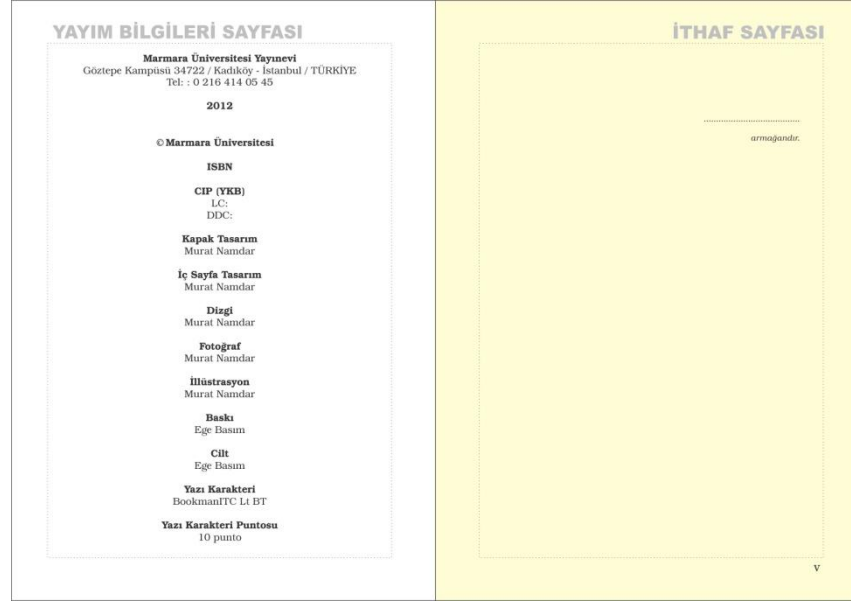 YAYIM BİLGİLERİ SAYFASI
Marmara Üniversitesi Yayınevi
Göztepe Kampüsü 34722 / Kadıköy - İstanbul / TÜRKİYE
Tel: : 0 216 414 05 45
2012
© Marmara Üniversitesi
ISBN
CIP (YKB)
LC:
DDC:
Kapak Tasarım
Murat Namdar
İç Sayfa Tasarım
Murat Namdar
Dizgi
Murat Namdar
Fotoğraf
Murat Namdar
İllüstrasyon
Murat Namdar
Baskı
Ege Basım
Cilt
Ege Basım
Yazı Karakteri
BookmanITC Lt BT
Yazı Karakteri Puntosu
10 punto
İTHAF SAYFASI
.......................................
armağandır.
V